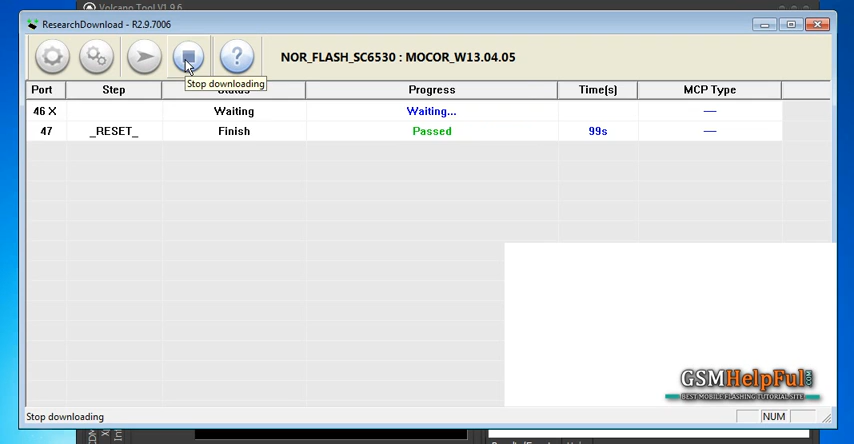 Volcano Tool V1.9.6
ResearchDownload - R2.9.7006
NOR_FLASH_SC6530 : MOCOR_W13.04.05
Stop downloading
Port Step Status Progress Time(s) MCP Type
46 X Waiting Waiting... —
47 _RESET_ Finish Passed 99s —
GSMHelpFul.COM
BEST MOBILE FLASHING TUTORIAL SITE
Stop downloading NUM